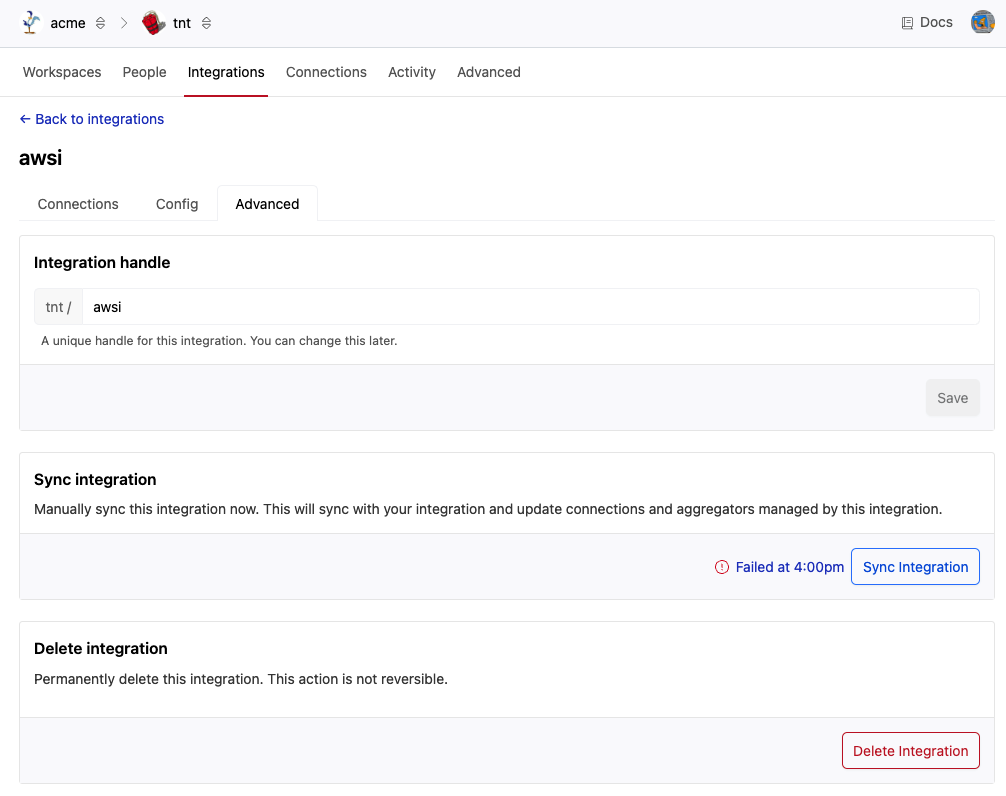 acme tnt Docs
Workspaces People Integrations Connections Activity Advanced
← Back to integrations
awsi
Connections Config Advanced
Integration handle
tnt / awsi
A unique handle for this integration. You can change this later.
Save
Sync integration
Manually sync this integration now. This will sync with your integration and update connections and aggregators managed by this integration.
Failed at 4:00pm Sync Integration
Delete integration
Permanently delete this integration. This action is not reversible.
Delete Integration